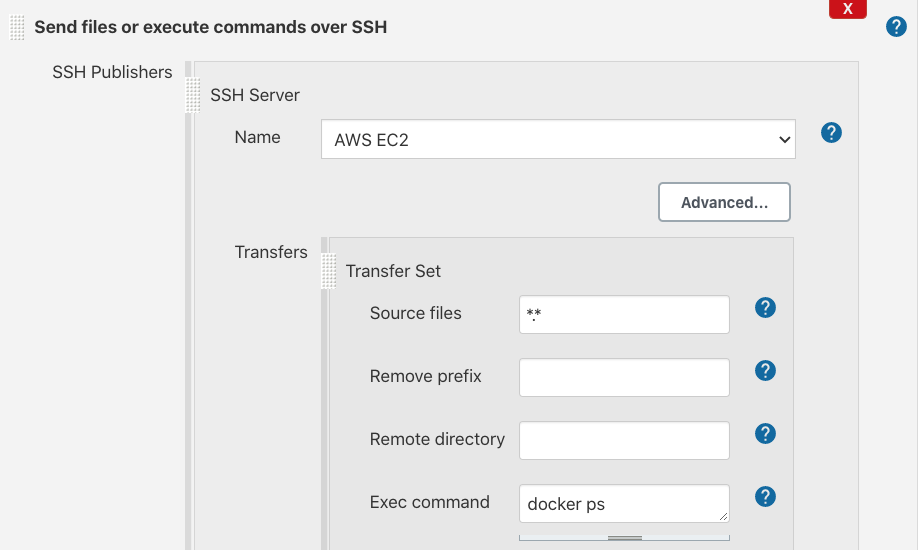 X
Send files or execute commands over SSH
?
SSH Publishers
SSH Server
Name
AWS EC2
?
Advanced...
Transfers
Transfer Set
Source files
*.*
?
Remove prefix
?
Remote directory
?
Exec command
docker ps
?